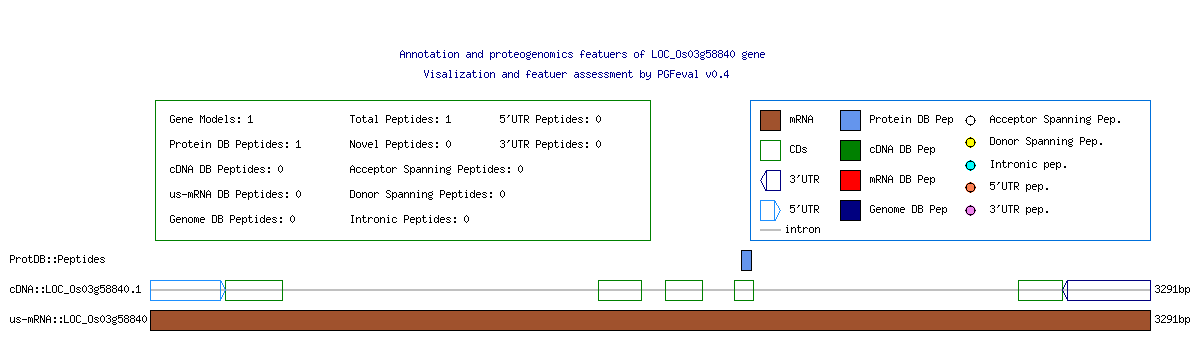 Annotation and proteogenomics featuers of LOC_Os03g58840 gene
Visalization and featuer assessment by PGFeval v0.4
Gene Models: 1 Total Peptides: 1 5'UTR Peptides: 0
Protein DB Peptides: 1 Novel Peptides: 0 3'UTR Peptides: 0
cDNA DB Peptides: 0 Acceptor Spanning Peptides: 0
us-mRNA DB Peptides: 0 Donor Spanning Peptides: 0
Genome DB Peptides: 0 Intronic Peptides: 0
mRNA Protein DB Pep Acceptor Spanning Pep.
CDs cDNA DB Pep Donor Spanning Pep.
3'UTR mRNA DB Pep Intronic pep.
5'UTR Genome DB Pep 5'UTR pep.
3'UTR pep.
intron
ProtDB::Peptides
cDNA::LOC_Os03g58840.1 3291bp
us-mRNA::LOC_Os03g58840 3291bp